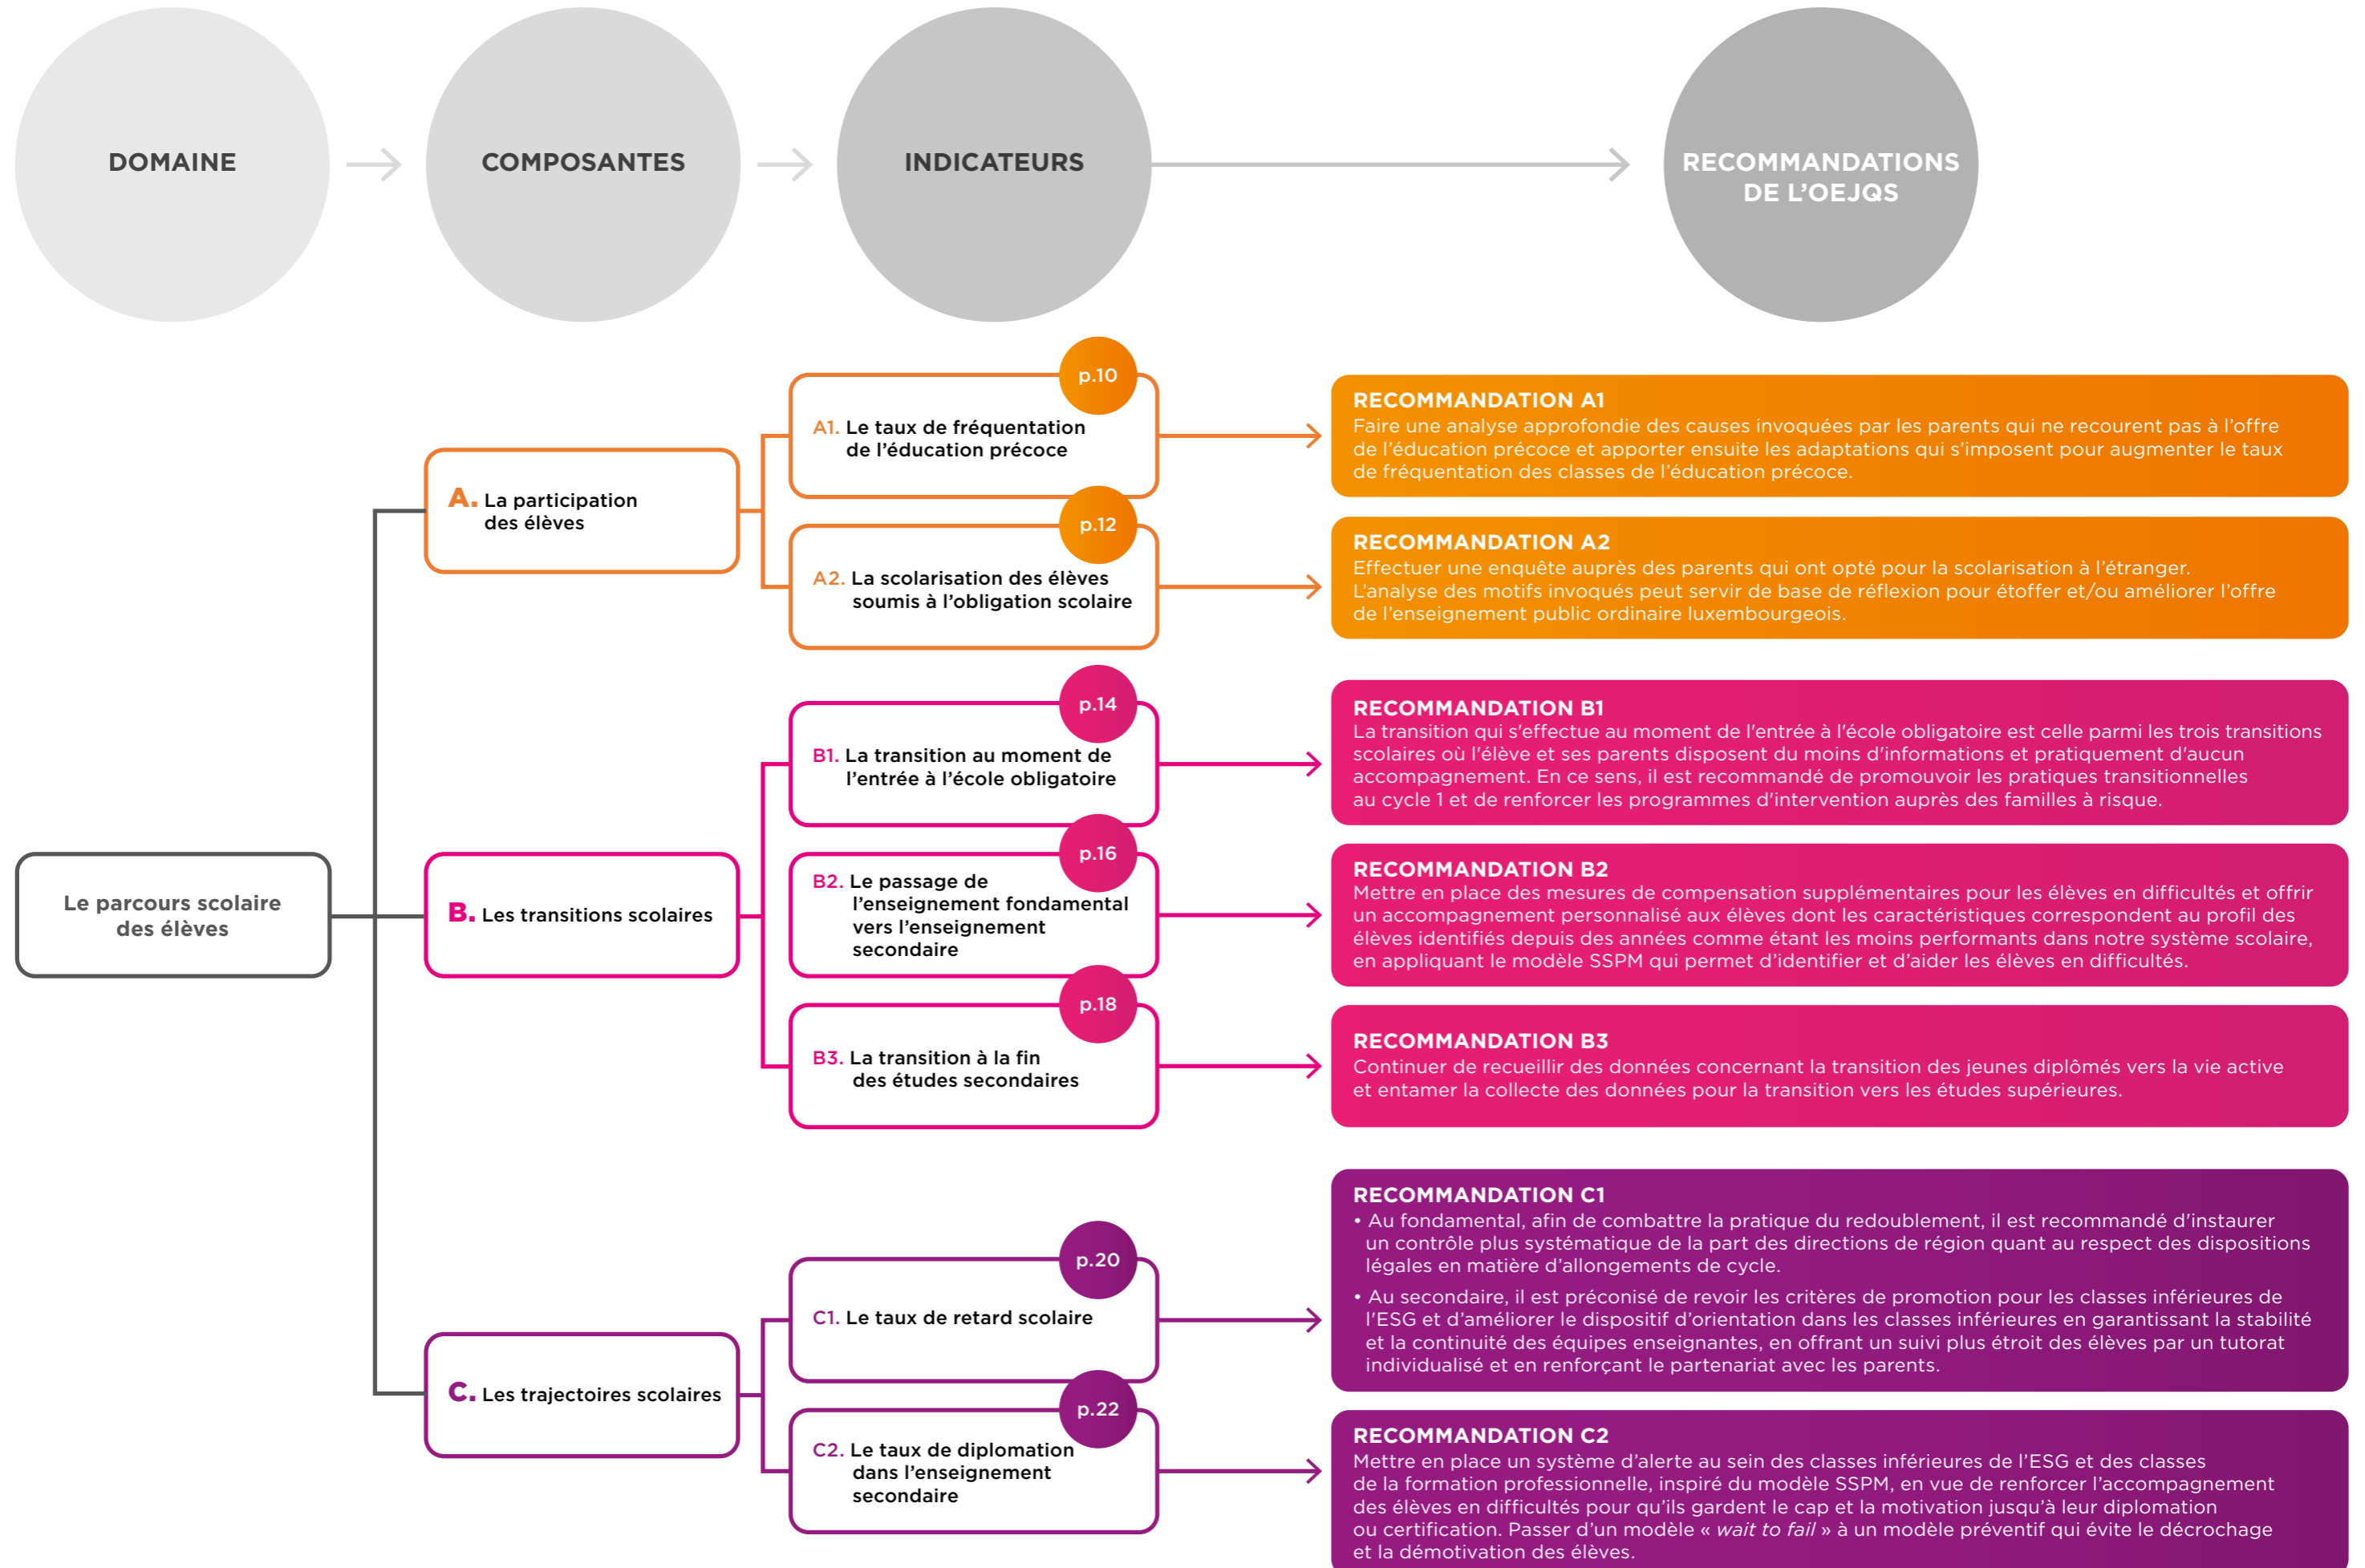 DOMAINE
COMPOSANTES
INDICATEURS
RECOMMANDATIONS
DE L’OEJQS
Le parcours scolaire
des élèves
A. La participation
des élèves
p.10
A1. Le taux de fréquentation
de l’éducation précoce
RECOMMANDATION A1
Faire une analyse approfondie des causes invoquées par les parents qui ne recourent pas à l’offre
de l’éducation précoce et apporter ensuite les adaptations qui s’imposent pour augmenter le taux
de fréquentation des classes de l’éducation précoce.
p.12
A2. La scolarisation des élèves
soumis à l’obligation scolaire
RECOMMANDATION A2
Effectuer une enquête auprès des parents qui ont opté pour la scolarisation à l’étranger.
L’analyse des motifs invoqués peut servir de base de réflexion pour étoffer et/ou améliorer l’offre
de l’enseignement public ordinaire luxembourgeois.
B. Les transitions scolaires
p.14
B1. La transition au moment de
l’entrée à l’école obligatoire
RECOMMANDATION B1
La transition qui s'effectue au moment de l'entrée à l'école obligatoire est celle parmi les trois transitions
scolaires où l'élève et ses parents disposent du moins d'informations et pratiquement d'aucun
accompagnement. En ce sens, il est recommandé de promouvoir les pratiques transitionnelles
au cycle 1 et de renforcer les programmes d'intervention auprès des familles à risque.
p.16
B2. Le passage de
l’enseignement fondamental
vers l’enseignement
secondaire
RECOMMANDATION B2
Mettre en place des mesures de compensation supplémentaires pour les élèves en difficultés et offrir
un accompagnement personnalisé aux élèves dont les caractéristiques correspondent au profil des
élèves identifiés depuis des années comme étant les moins performants dans notre système scolaire,
en appliquant le modèle SSPM qui permet d’identifier et d’aider les élèves en difficultés.
p.18
B3. La transition à la fin
des études secondaires
RECOMMANDATION B3
Continuer de recueillir des données concernant la transition des jeunes diplômés vers la vie active
et entamer la collecte des données pour la transition vers les études supérieures.
C. Les trajectoires scolaires
p.20
C1. Le taux de retard scolaire
RECOMMANDATION C1
• Au fondamental, afin de combattre la pratique du redoublement, il est recommandé d'instaurer
un contrôle plus systématique de la part des directions de région quant au respect des dispositions
légales en matière d’allongements de cycle.
• Au secondaire, il est préconisé de revoir les critères de promotion pour les classes inférieures de
l'ESG et d’améliorer le dispositif d’orientation dans les classes inférieures en garantissant la stabilité
et la continuité des équipes enseignantes, en offrant un suivi plus étroit des élèves par un tutorat
individualisé et en renforçant le partenariat avec les parents.
p.22
C2. Le taux de diplomation
dans l’enseignement
secondaire
RECOMMANDATION C2
Mettre en place un système d’alerte au sein des classes inférieures de l’ESG et des classes
de la formation professionnelle, inspiré du modèle SSPM, en vue de renforcer l’accompagnement
des élèves en difficultés pour qu’ils gardent le cap et la motivation jusqu’à leur diplomation
ou certification. Passer d’un modèle « wait to fail » à un modèle préventif qui évite le décrochage
et la démotivation des élèves.